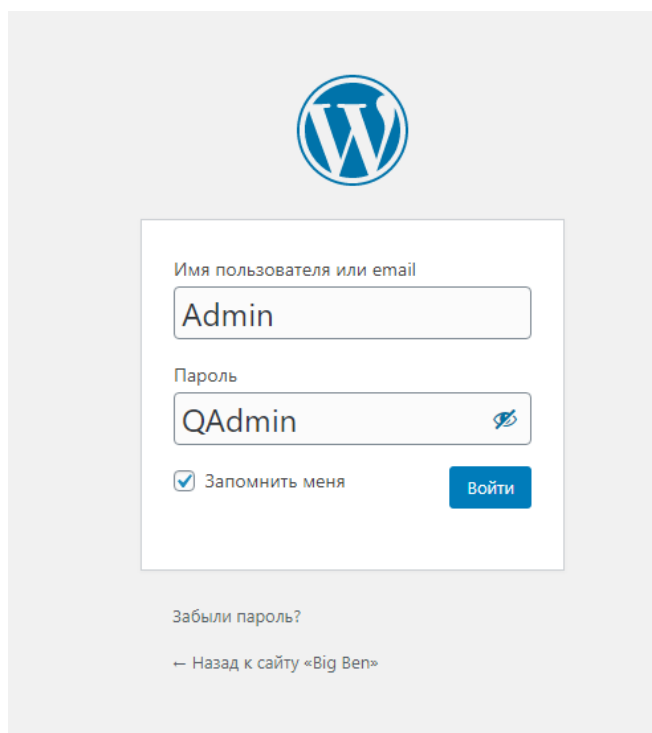 Имя пользователя или email
Admin
Пароль
QAdmin
Запомнить меня
Войти
Забыли пароль?
← Назад к сайту «Big Ben»